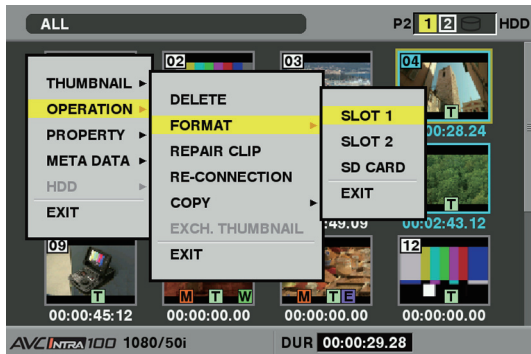 ALL
P2 1 2 HDD
02
03
04
THUMBNAIL
OPERATION
PROPERTY
META DATA
HDD
EXIT
DELETE
FORMAT
REPAIR CLIP
RE-CONNECTION
COPY
EXCH. THUMBNAIL
EXIT
SLOT 1
SLOT 2
SD CARD
EXIT
T
00:28.24
T
:49.09
00:02:43.12
09
12
T
M T W
M T E
T
00:00:45:12
00:00:00.00
00:00:00.00
00:00:00.00
AVC INTRA 100 1080/50i
DUR 00:00:29.28